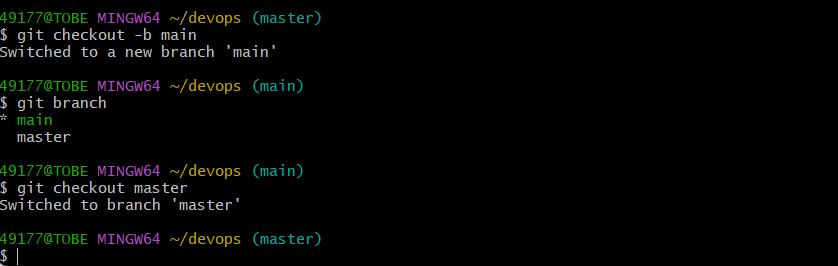 49177@TOBE MINGW64 ~/devops (master)
$ git checkout -b main
Switched to a new branch 'main'
49177@TOBE MINGW64 ~/devops (main)
$ git branch
* main
  master
49177@TOBE MINGW64 ~/devops (main)
$ git checkout master
Switched to branch 'master'
49177@TOBE MINGW64 ~/devops (master)
$